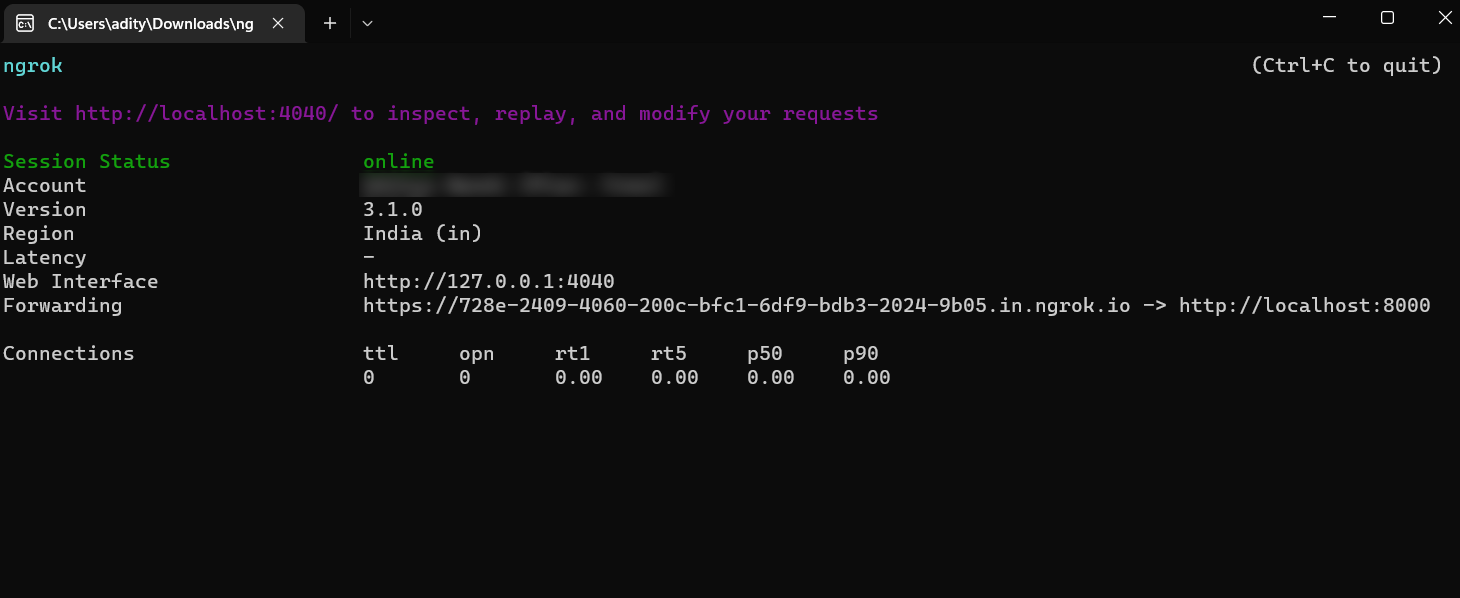 C:\Users\adity\Downloads\ng
ngrok (Ctrl+C to quit)
Visit http://localhost:4040/ to inspect, replay, and modify your requests
Session Status online
Account
Version 3.1.0
Region India (in)
Latency -
Web Interface http://127.0.0.1:4040
Forwarding https://728e-2409-4060-200c-bfc1-6df9-bdb3-2024-9b05.in.ngrok.io -> http://localhost:8000
Connections ttl opn rt1 rt5 p50 p90
0 0 0.00 0.00 0.00 0.00